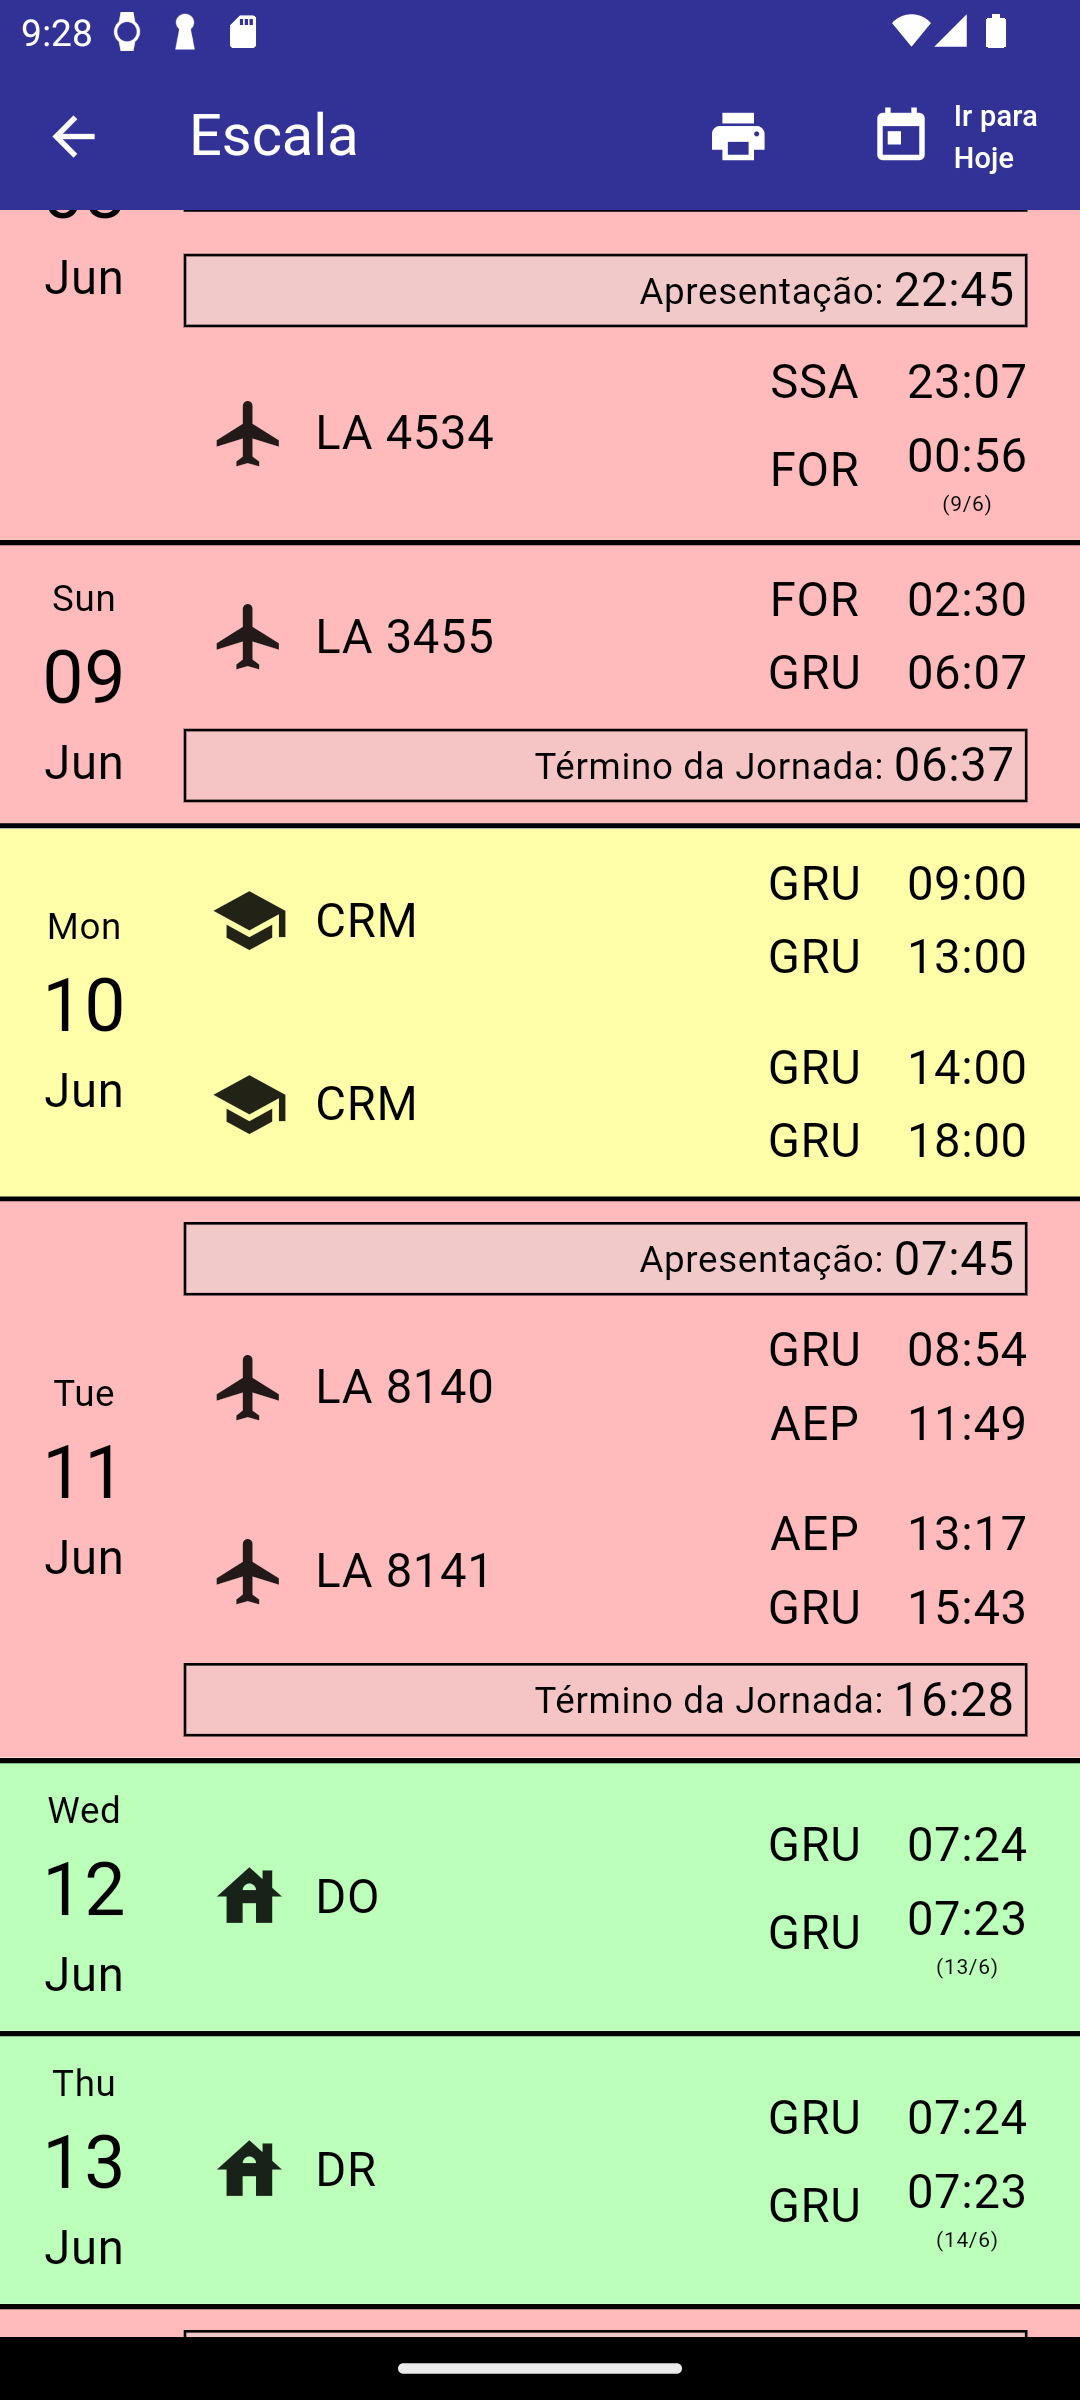 9:28
Escala
Ir para
Hoje
Jun
Apresentação: 22:45
LA 4534
SSA 23:07
FOR 00:56
(9/6)
Sun
09
Jun
LA 3455
FOR 02:30
GRU 06:07
Término da Jornada: 06:37
Mon
10
Jun
CRM
GRU 09:00
GRU 13:00
CRM
GRU 14:00
GRU 18:00
Apresentação: 07:45
Tue
11
Jun
LA 8140
GRU 08:54
AEP 11:49
LA 8141
AEP 13:17
GRU 15:43
Término da Jornada: 16:28
Wed
12
Jun
DO
GRU 07:24
GRU 07:23
(13/6)
Thu
13
Jun
DR
GRU 07:24
GRU 07:23
(14/6)